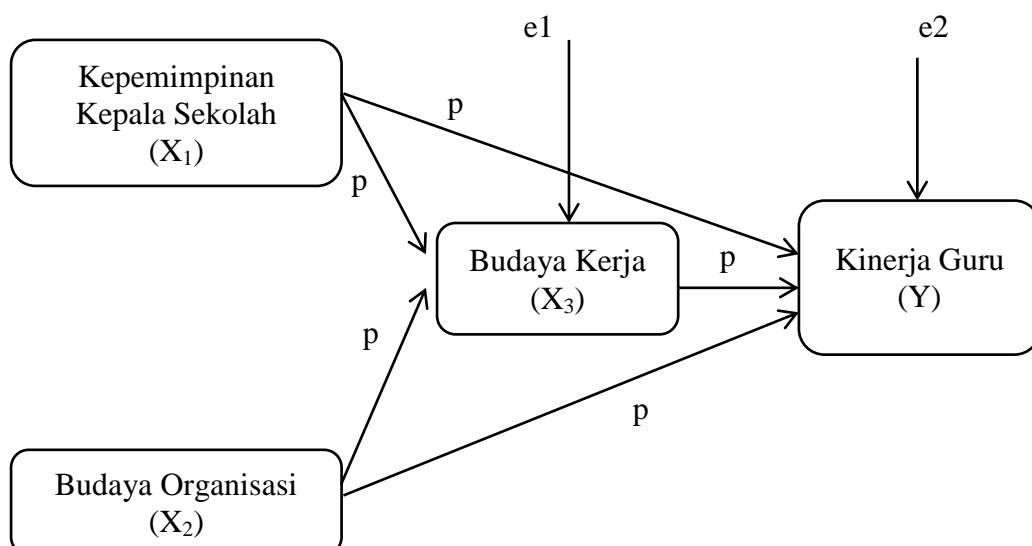 e1
e2
Kepemimpinan
Kepala Sekolah
(X₁)
p
p
Budaya Kerja
(X₃)
p
Kinerja Guru
(Y)
p
p
Budaya Organisasi
(X₂)